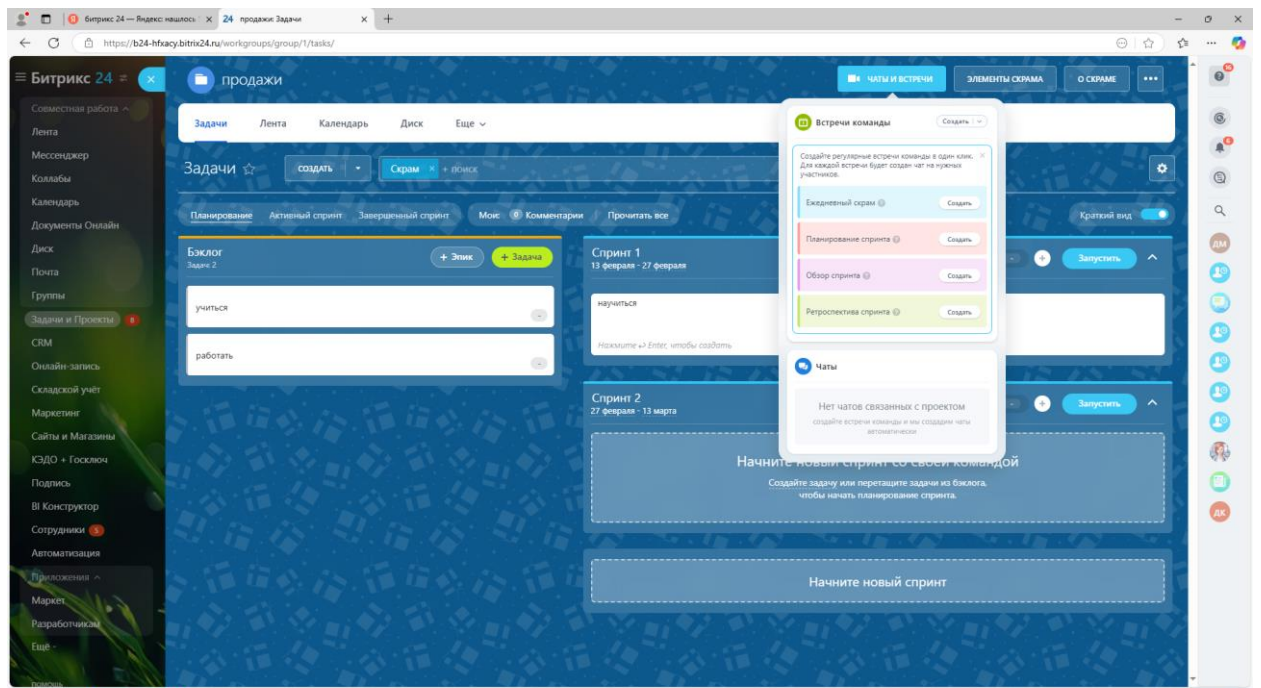 битрикс 24 — Яндекс: нашлось
24 продажи: Задачи
https://b24-hfxacy.bitrix24.ru/workgroups/group/1/tasks/
Битрикс 24
Совместная работа
Лента
Мессенджер
Коллабы
Календарь
Документы Онлайн
Диск
Почта
Группы
Задачи и Проекты 8
CRM
Онлайн-запись
Складской учёт
Маркетинг
Сайты и Магазины
КЭДО + Госключ
Подпись
BI Конструктор
Сотрудники 5
Автоматизация
Приложения
Маркет
Разработчикам
Ещё -
помощь
продажи
ЧАТЫ И ВСТРЕЧИ
ЭЛЕМЕНТЫ СКРАМА
О СКРАМЕ
Задачи Лента Календарь Диск Еще
Задачи
СОЗДАТЬ
Скрам × + поиск
Планирование Активный спринт Завершенный спринт Мои: 0 Комментарии Прочитать все
Краткий вид
Бэклог
Задач: 2
+ Эпик
+ Задача
учиться
-
работать
-
Спринт 1
13 февраля - 27 февраля
- + Запустить
научиться
Нажмите ↵ Enter, чтобы создать
Спринт 2
27 февраля - 13 марта
- + Запустить
Начните новый спринт со своей командой
Создайте задачу или перетащите задачи из бэклога,
чтобы начать планирование спринта.
Начните новый спринт
Встречи команды
Создать
Создайте регулярные встречи команды в один клик.
Для каждой встречи будет создан чат на нужных
участников.
Ежедневный скрам Создать
Планирование спринта Создать
Обзор спринта Создать
Ретроспектива спринта Создать
Чаты
Нет чатов связанных с проектом
создайте встречи команды и мы создадим чаты
автоматически
ДМ
ДК